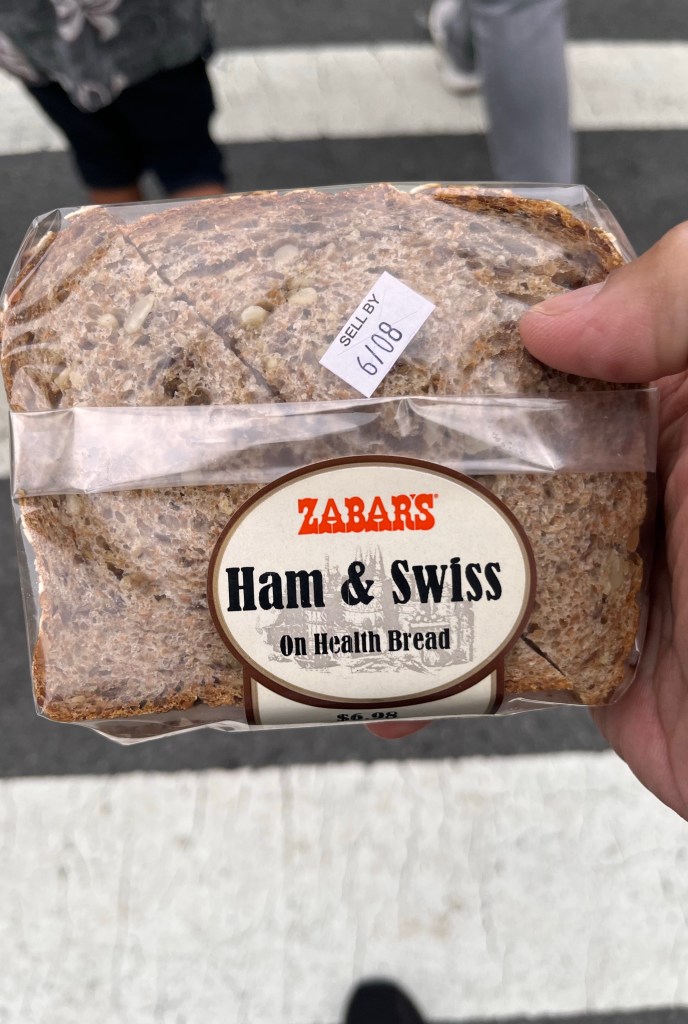 SELL BY
6/08
ZABAR'S
Ham & Swiss
On Health Bread
$6.98